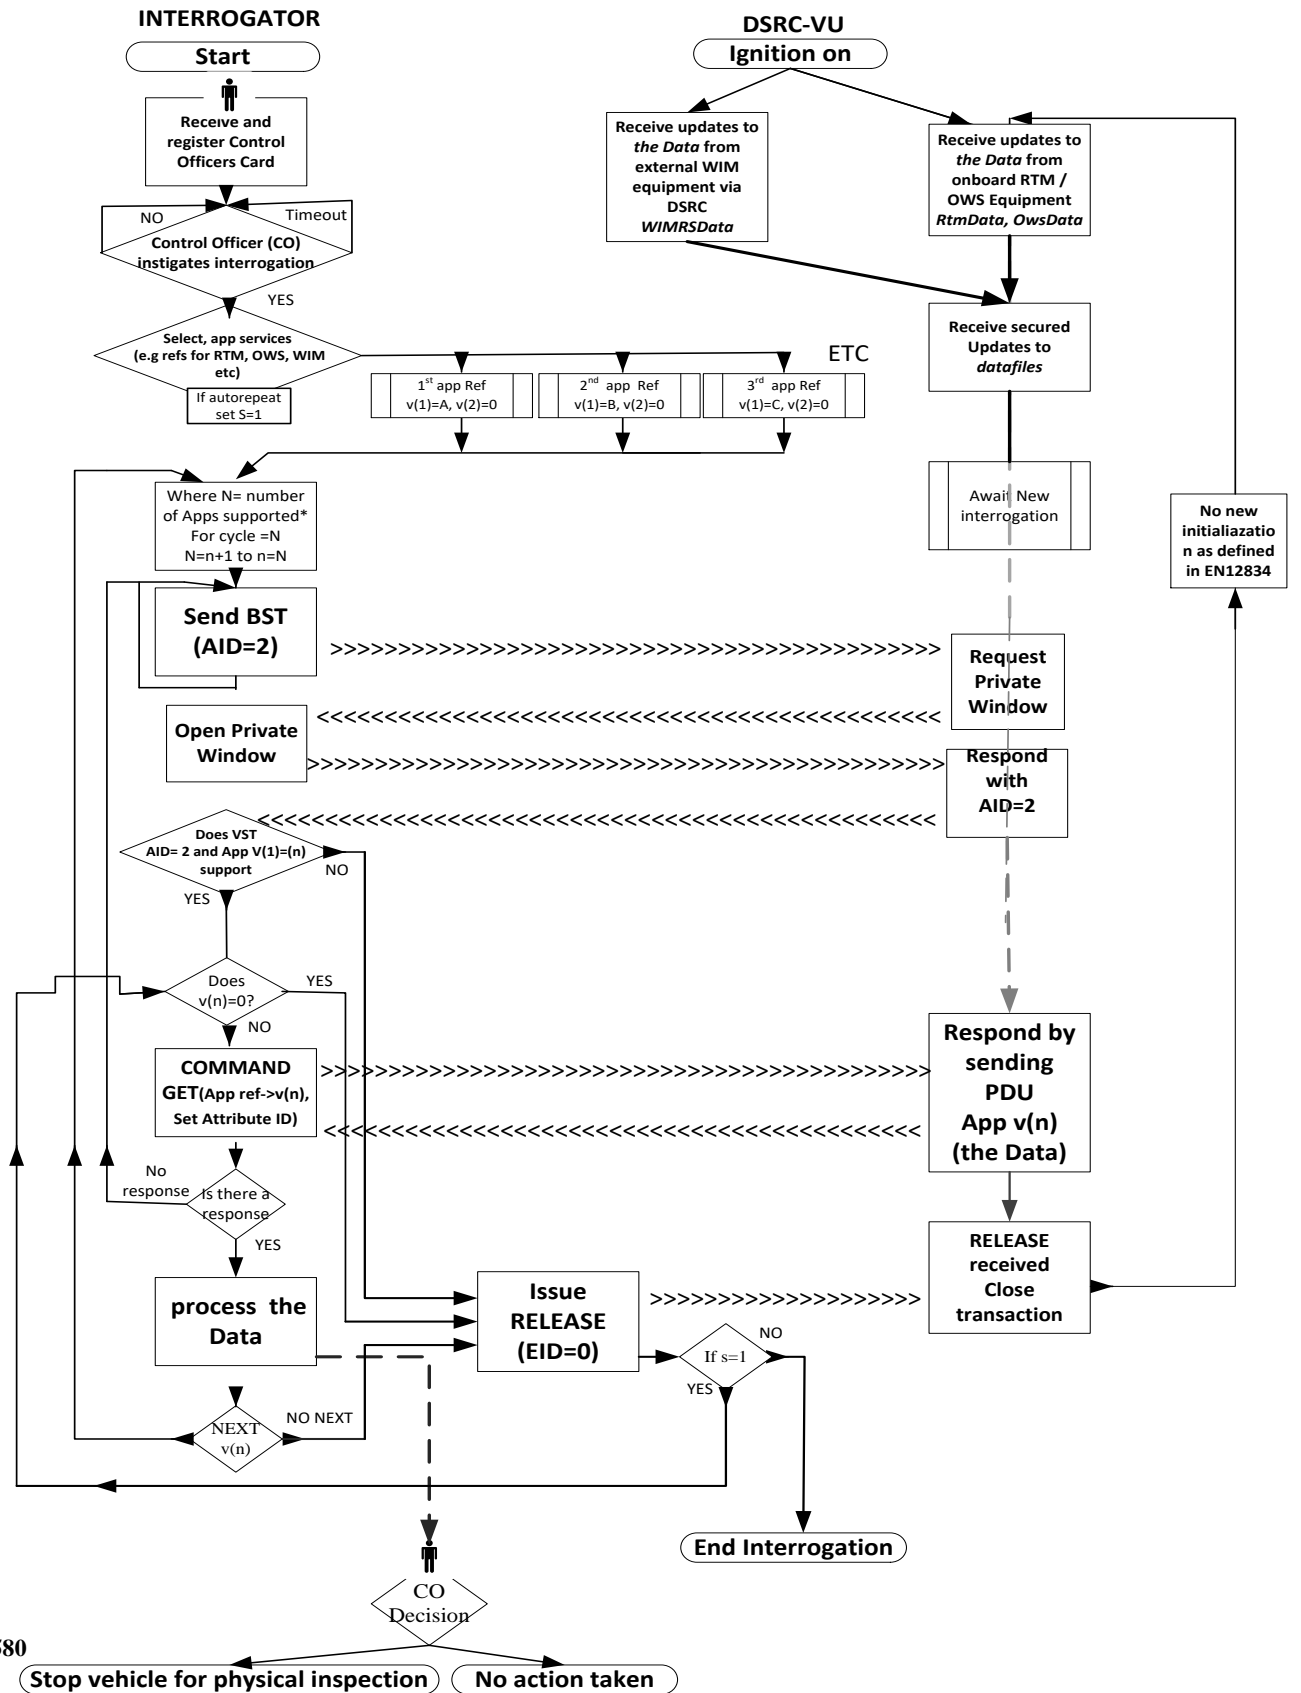 INTERROGATOR
Start
Receive and
register Control
Officers Card
NO
Timeout
Control Officer (CO)
instigates interrogation
YES
Select, app services
(e.g refs for RTM, OWS, WIM
etc)
If autorepeat
set S=1
ETC
1st app Ref
v(1)=A, v(2)=0
2nd app Ref
v(1)=B, v(2)=0
3rd app Ref
v(1)=C, v(2)=0
Where N= number
of Apps supported*
For cycle =N
N=n+1 to n=N
Send BST
(AID=2)
>>>>>>>>>>>>>>>>>>>>>>>>>>>>>>>>>>>>>>>>>>>>>
<<<<<<<<<<<<<<<<<<<<<<<<<<<<<<<<<<<<<<<<<<<<<<
Open Private
Window
>>>>>>>>>>>>>>>>>>>>>>>>>>>>>>>>>>>>>>>>>>>>>>>
<<<<<<<<<<<<<<<<<<<<<<<<<<<<<<<<<<<<<<<<<<<<<<<<<<
Does VST
AID= 2 and App V(1)=(n)
support
NO
YES
Does
v(n)=0?
YES
NO
COMMAND
GET(App ref->v(n),
Set Attribute ID)
>>>>>>>>>>>>>>>>>>>>>>>>>>>>>>>>>>>>>>>>>>>>>
<<<<<<<<<<<<<<<<<<<<<<<<<<<<<<<<<<<<<<<<<<<<
No
response
Is there a
response
YES
process the
Data
Issue
RELEASE
(EID=0)
>>>>>>>>>>>>>>>>>>>>
If s=1
NO
YES
NEXT
v(n)
NO NEXT
End Interrogation
CO
Decision
Stop vehicle for physical inspection
No action taken
DSRC-VU
Ignition on
Receive updates to
the Data from
external WIM
equipment via
DSRC
WIMRSData
Receive updates to
the Data from
onboard RTM /
OWS Equipment
RtmData, OwsData
Receive secured
Updates to
datafiles
Await New
interrogation
No new
initialiazatio
n as defined
in EN12834
Request
Private
Window
Respond
with
AID=2
Respond by
sending
PDU
App v(n)
(the Data)
RELEASE
received
Close
transaction